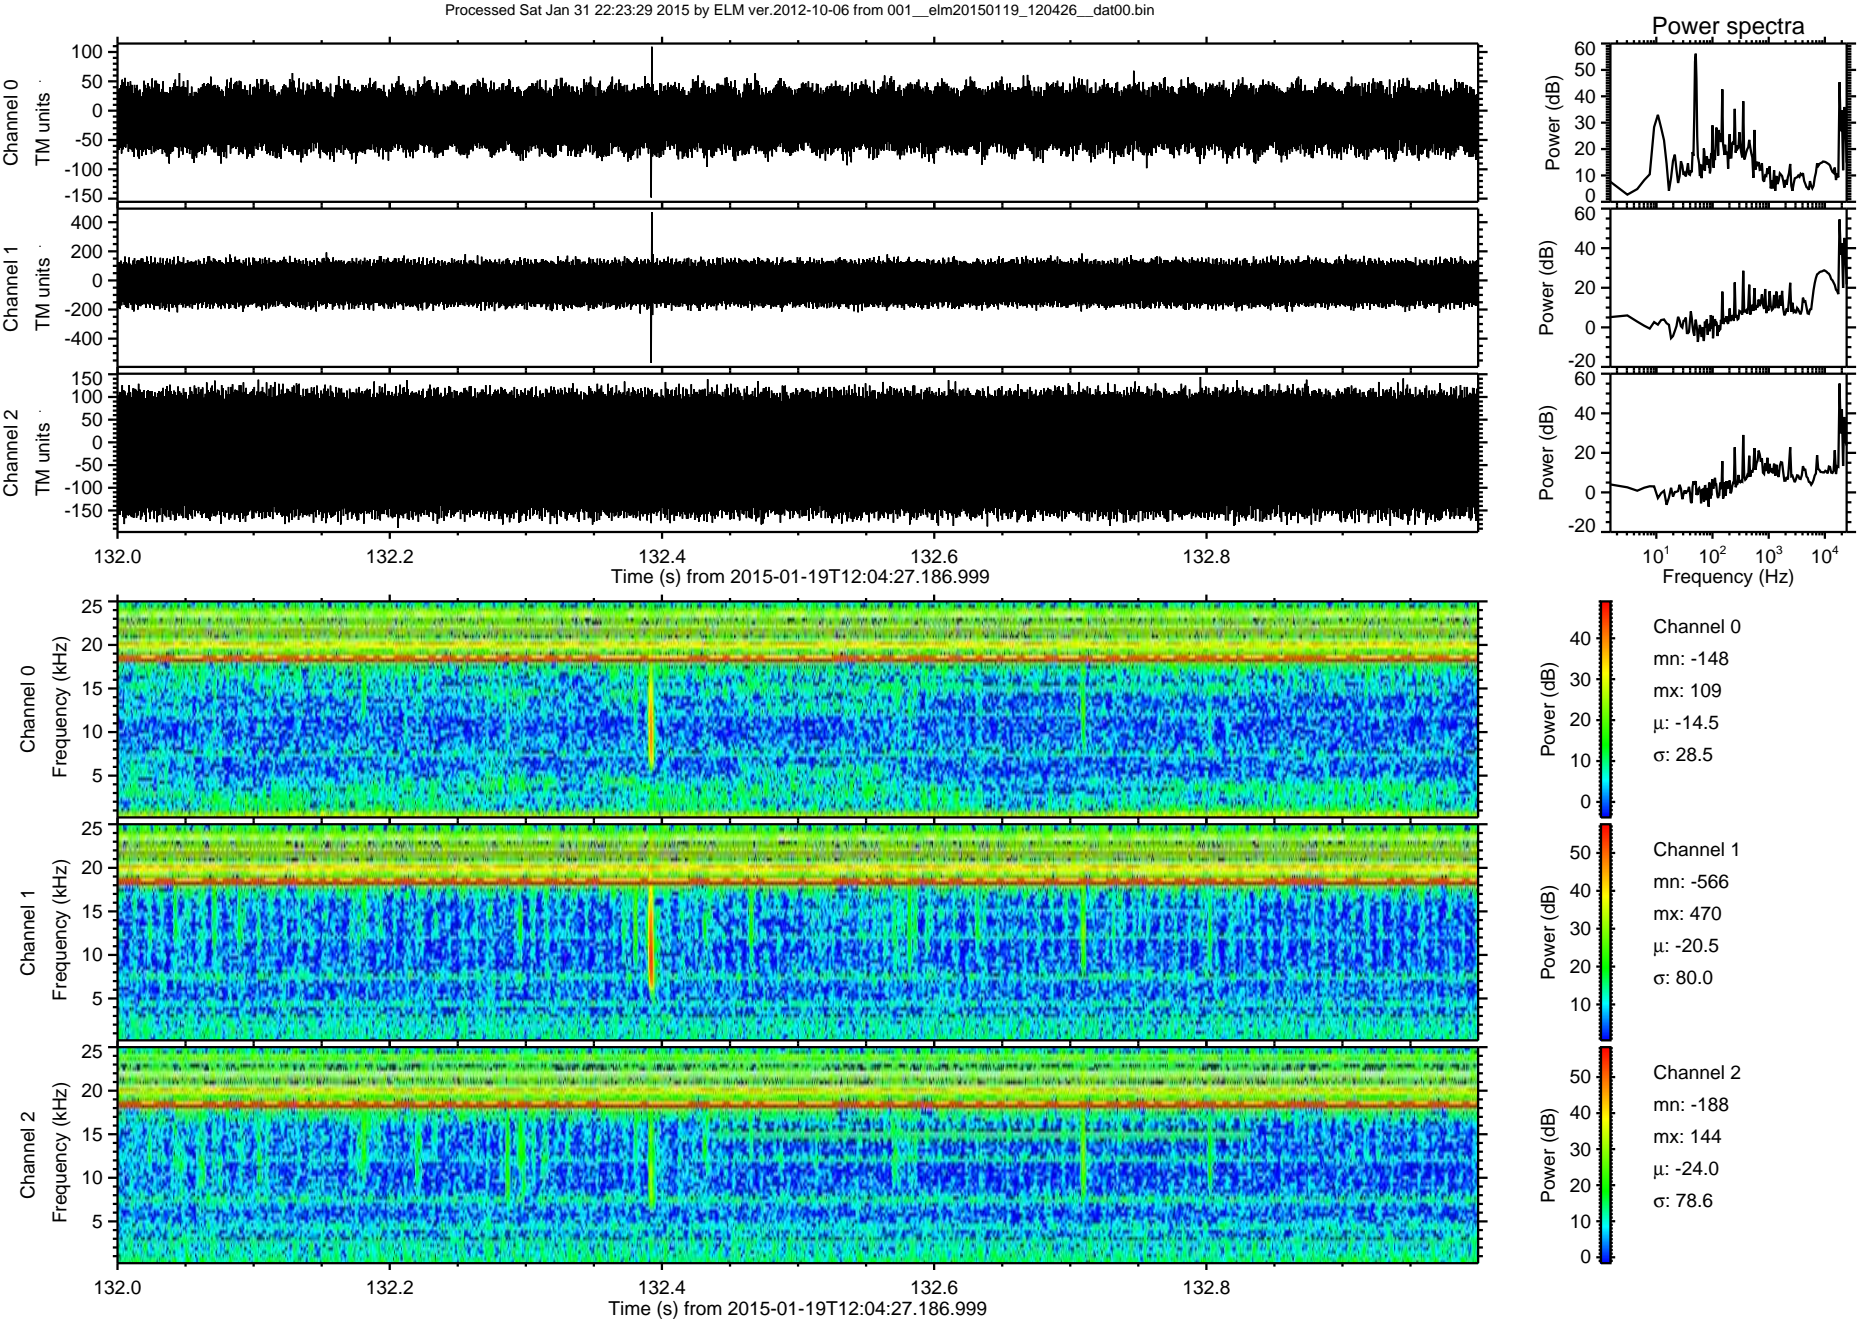 Processed Sat Jan 31 22:23:29 2015 by ELM ver.2012-10-06 from 001__elm20150119_120426__dat00.bin
Power spectra
Channel 0
TM units
100
50
0
-50
-100
-150
Power (dB)
60
50
40
30
20
10
0
Channel 1
TM units
400
200
0
-200
-400
Power (dB)
60
40
20
0
-20
Channel 2
TM units
150
100
50
0
-50
-100
-150
Power (dB)
60
40
20
0
-20
132.0 132.2 132.4 132.6 132.8
Time (s) from 2015-01-19T12:04:27.186.999
10¹ 10² 10³ 10⁴
Frequency (Hz)
Channel 0
Frequency (kHz)
25
20
15
10
5
Power (dB)
40
30
20
10
0
Channel 0
mn: -148
mx: 109
μ: -14.5
σ: 28.5
Channel 1
Frequency (kHz)
25
20
15
10
5
Power (dB)
50
40
30
20
10
Channel 1
mn: -566
mx: 470
μ: -20.5
σ: 80.0
Channel 2
Frequency (kHz)
25
20
15
10
5
Power (dB)
50
40
30
20
10
0
Channel 2
mn: -188
mx: 144
μ: -24.0
σ: 78.6
132.0 132.2 132.4 132.6 132.8
Time (s) from 2015-01-19T12:04:27.186.999